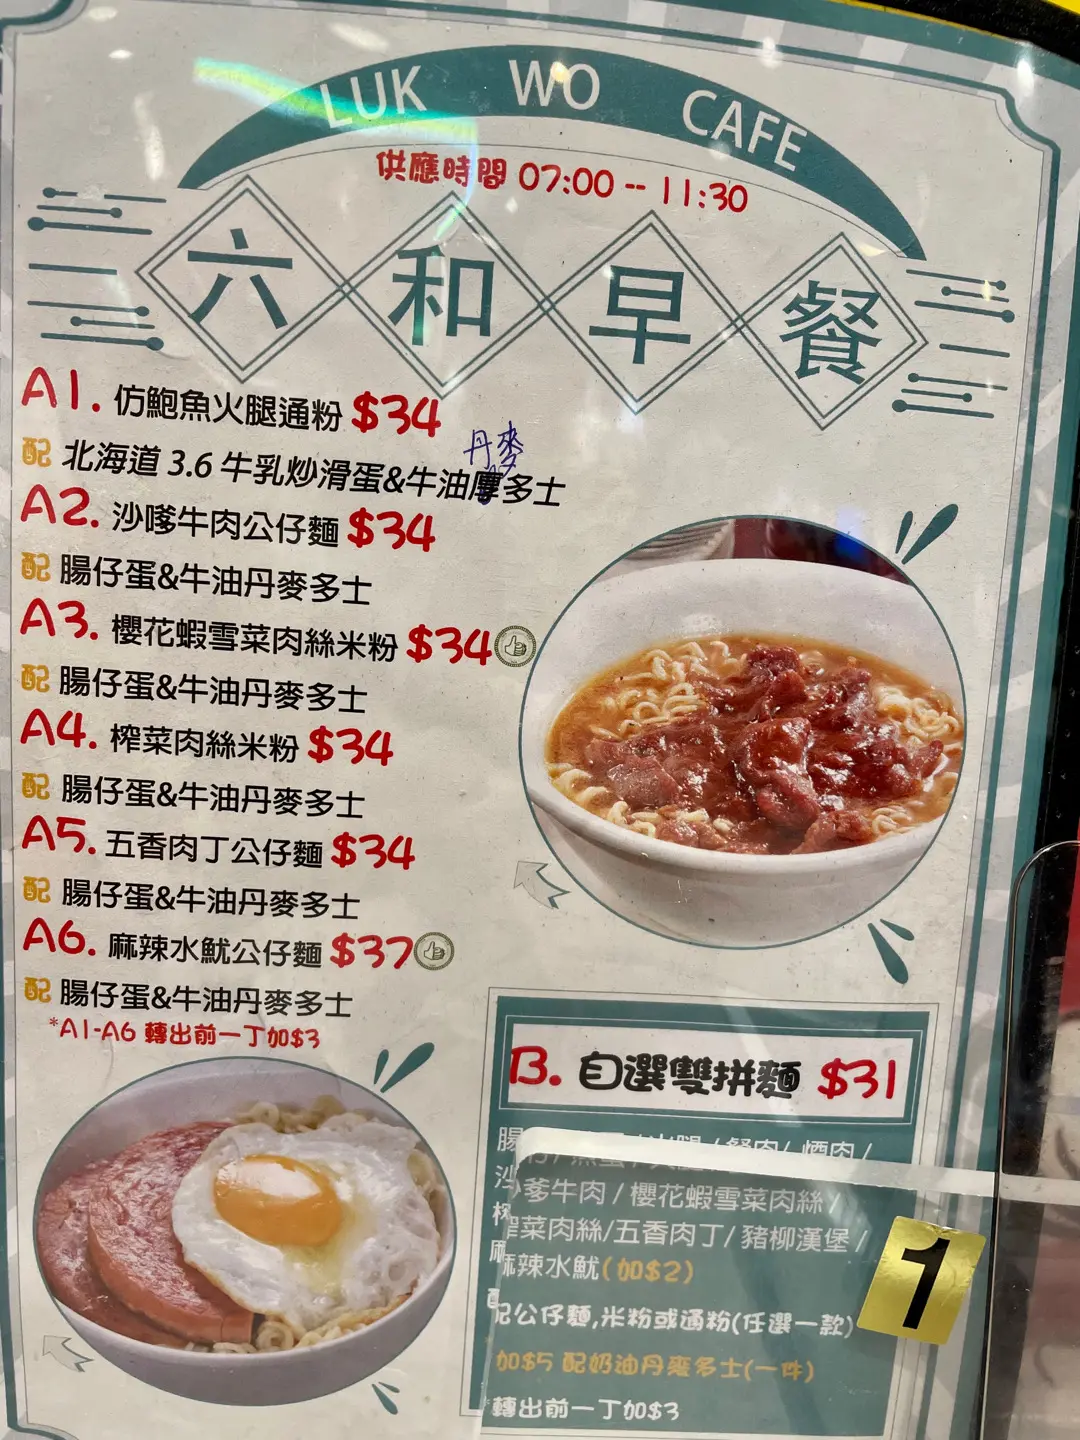 LUK WO CAFE
供應時間 07:00 -- 11:30
六和早餐
A1. 仿鮑魚火腿通粉 $34
丹麥
配 北海道 3.6 牛乳炒滑蛋&牛油厚多士
A2. 沙嗲牛肉公仔麵 $34
配 腸仔蛋&牛油丹麥多士
A3. 櫻花蝦雪菜肉絲米粉 $34
配 腸仔蛋&牛油丹麥多士
A4. 榨菜肉絲米粉 $34
配 腸仔蛋&牛油丹麥多士
A5. 五香肉丁公仔麵 $34
配 腸仔蛋&牛油丹麥多士
A6. 麻辣水魷公仔麵 $37
配 腸仔蛋&牛油丹麥多士
*A1-A6 轉出前一丁加$3
B. 自選雙拼麵 $31
腸仔/ /火腿/餐肉/ 煙肉/
沙爹牛肉/櫻花蝦雪菜肉絲/
榨菜肉絲/五香肉丁/豬柳漢堡/
麻辣水魷(加$2)
配公仔麵,米粉或通粉(任選一款)
加$5 配奶油丹麥多士(一件)
轉出前一丁加$3
1